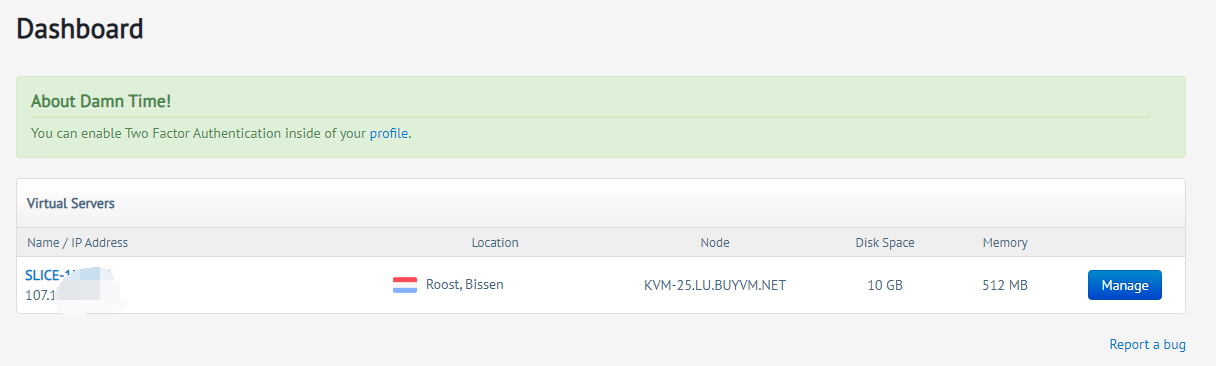 Dashboard
About Damn Time!
You can enable Two Factor Authentication inside of your profile.
Virtual Servers
Name / IP Address Location Node Disk Space Memory
SLICE-1
107.1
Roost, Bissen KVM-25.LU.BUYVM.NET 10 GB 512 MB Manage
Report a bug